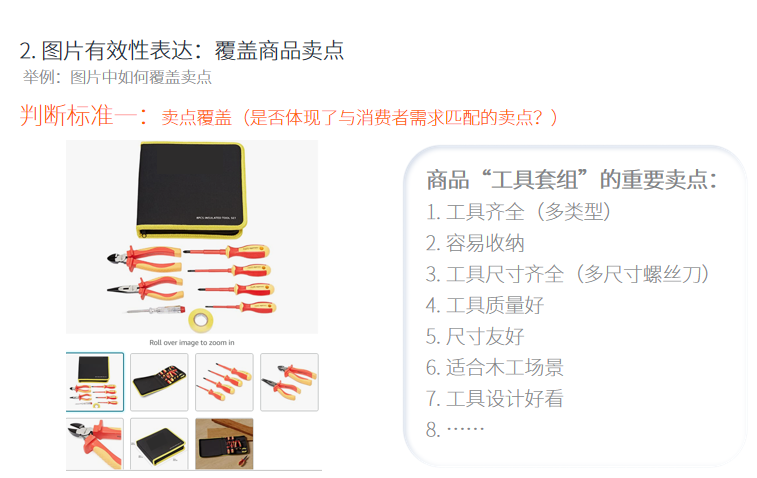 2. 图片有效性表达：覆盖商品卖点
举例：图片中如何覆盖卖点
判断标准一：卖点覆盖（是否体现了与消费者需求匹配的卖点？）
Roll over image to zoom in
商品“工具套组”的重要卖点：
1. 工具齐全（多类型）
2. 容易收纳
3. 工具尺寸齐全（多尺寸螺丝刀）
4. 工具质量好
5. 尺寸友好
6. 适合木工场景
7. 工具设计好看
8. ……